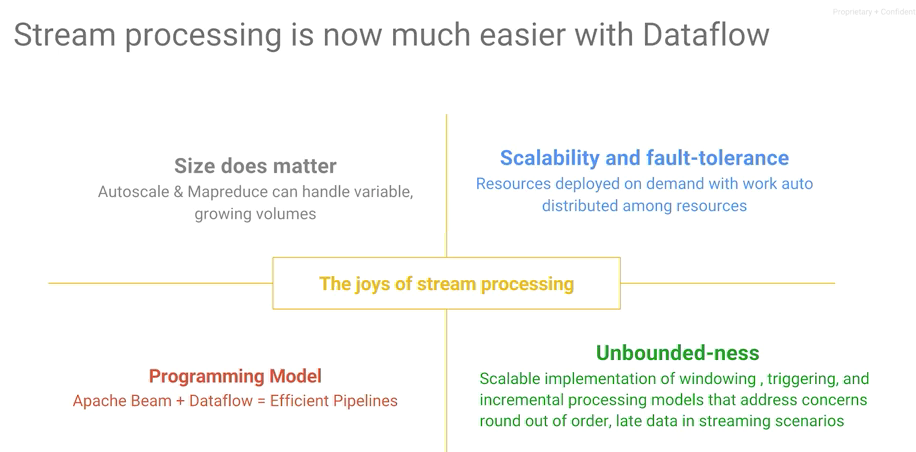 Proprietary + Confident
Stream processing is now much easier with Dataflow
Size does matter
Autoscale & Mapreduce can handle variable,
growing volumes
Scalability and fault-tolerance
Resources deployed on demand with work auto
distributed among resources
The joys of stream processing
Programming Model
Apache Beam + Dataflow = Efficient Pipelines
Unbounded-ness
Scalable implementation of windowing , triggering, and
incremental processing models that address concerns
round out of order, late data in streaming scenarios